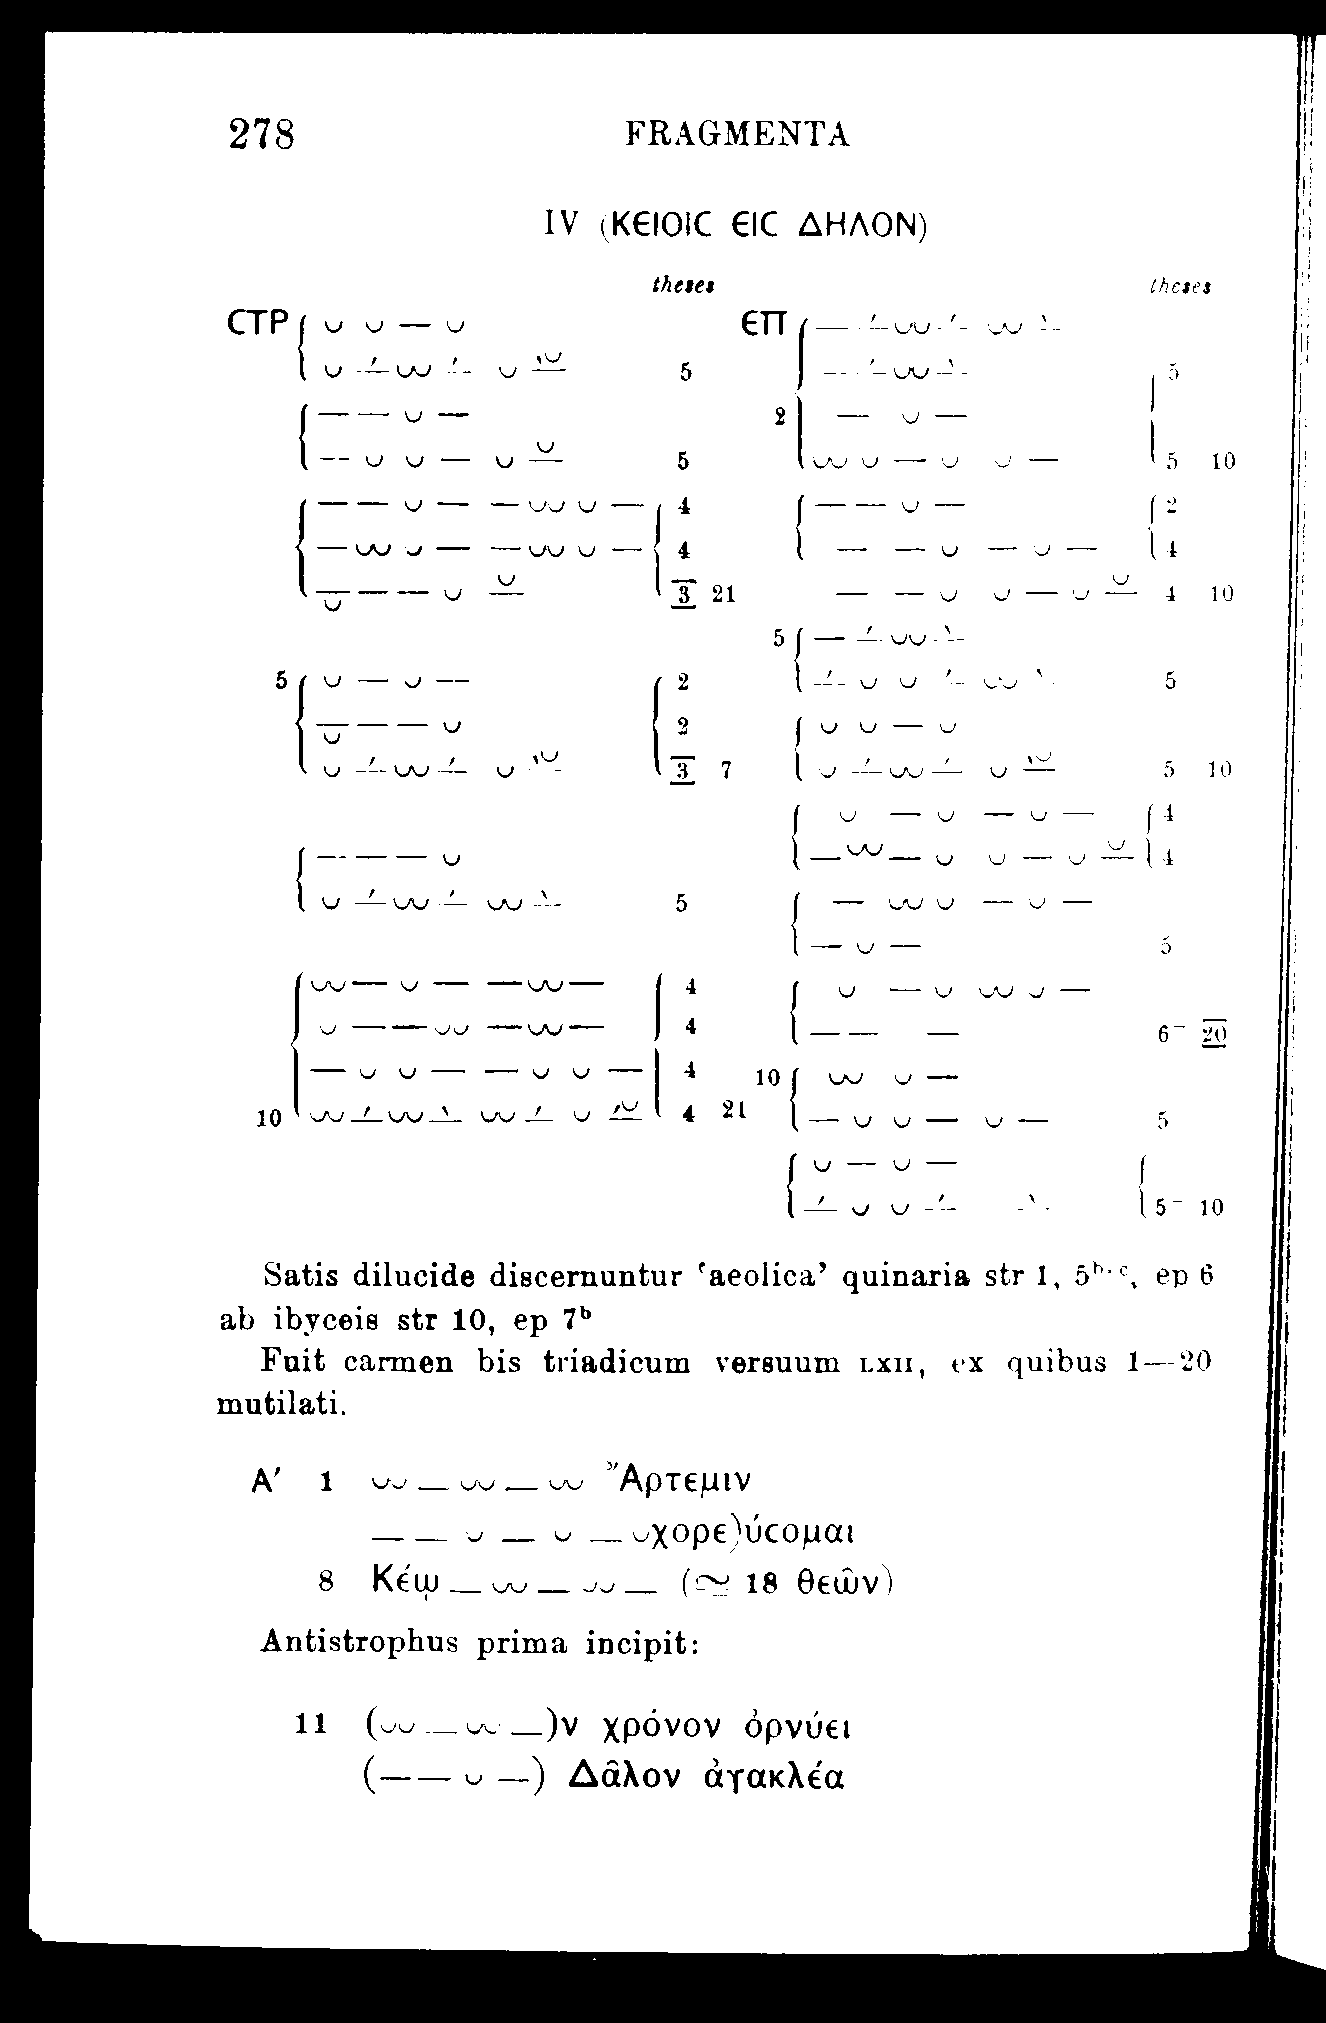 278 FRAGMENTA
IV (ΚΕΙΟΙϹ ΕΙϹ ΔΗΛΟΝ)
theses
ϹΤΡ ⏑ ⏑ — ⏑
⏑ –́ ⏑⏑ –́ ⏑ –̀⏑ 5
— — ⏑ —
— ⏑ ⏑ — ⏑ ⏓ 5
— — ⏑ — — ⏑⏑ ⏑ — 4
— ⏑⏑ ⏑ — — ⏑⏑ ⏑ — 4
⏓ — — ⏑ ⏓ 3 21
5 ⏑ — ⏑ — 2
⏓ — — ⏑ 2
⏑ –́ ⏑⏑ –́ ⏑ –̀⏑ 3 7
— — — ⏑
⏑ –́ ⏑⏑ –́ ⏑⏑ –̀ 5
⏑⏑ — ⏑ — — ⏑⏑ — 4
⏑ — — ⏑⏑ — ⏑⏑ — 4
— ⏑ ⏑ — — ⏑ ⏑ — 4
10 ⏑⏑ –́ ⏑⏑ –̀ ⏑⏑ –́ ⏑ –́⏑ 4 21
theses
ΕΠ — –́ ⏑⏑ –́ ⏑⏑ –̀
— –́ ⏑⏑ –̀ 5
2 — ⏑ —
⏑⏑ ⏑ — ⏑ ⏑ — 5 10
— — ⏑ — 2
— — ⏑ — ⏑ — 4
— — ⏑ ⏑ — ⏑ ⏓ 4 10
5 — –́ ⏑⏑ –̀
–́ ⏑ ⏑ –́ ⏑⏑ –̀ 5
⏑ ⏑ — ⏑
⏑ –́ ⏑⏑ –́ ⏑ –̀⏑ 5 10
⏑ — ⏑ — ⏑ — 4
— ⏑⏑ — ⏑ ⏑ — ⏑ ⏓ 4
— ⏑⏑ ⏑ — ⏑ —
— ⏑ — 5
⏑ — ⏑ ⏑⏑ ⏑ —
— — — 6– 20
10 ⏑⏑ ⏑ —
— ⏑ ⏑ — ⏑ — 5
⏑ — ⏑ —
–́ ⏑ ⏑ –́ –̀ 5– 10
Satis dilucide discernuntur ‘aeolica’ quinaria str 1, 5ᵇ·ᶜ, ep 6
ab ibyceis str 10, ep 7ᵇ
Fuit carmen bis triadicum versuum LXII, ex quibus 1—20
mutilati.
Α′ 1 ⏑⏑ — ⏑⏑ — ⏑⏑ Ἄρτεμιν
— — ⏑ — ⏑ — ⏑χορε)ύϲομαι
8 Κέῳ — ⏑⏑ — ⏑⏑ — (≃ 18 θεῶν)
Antistrophus prima incipit:
11 (⏑⏑ — ⏑⏑ —)ν χρόνον ὀρνύει
(— — ⏑ —) Δᾶλον ἀγακλέα